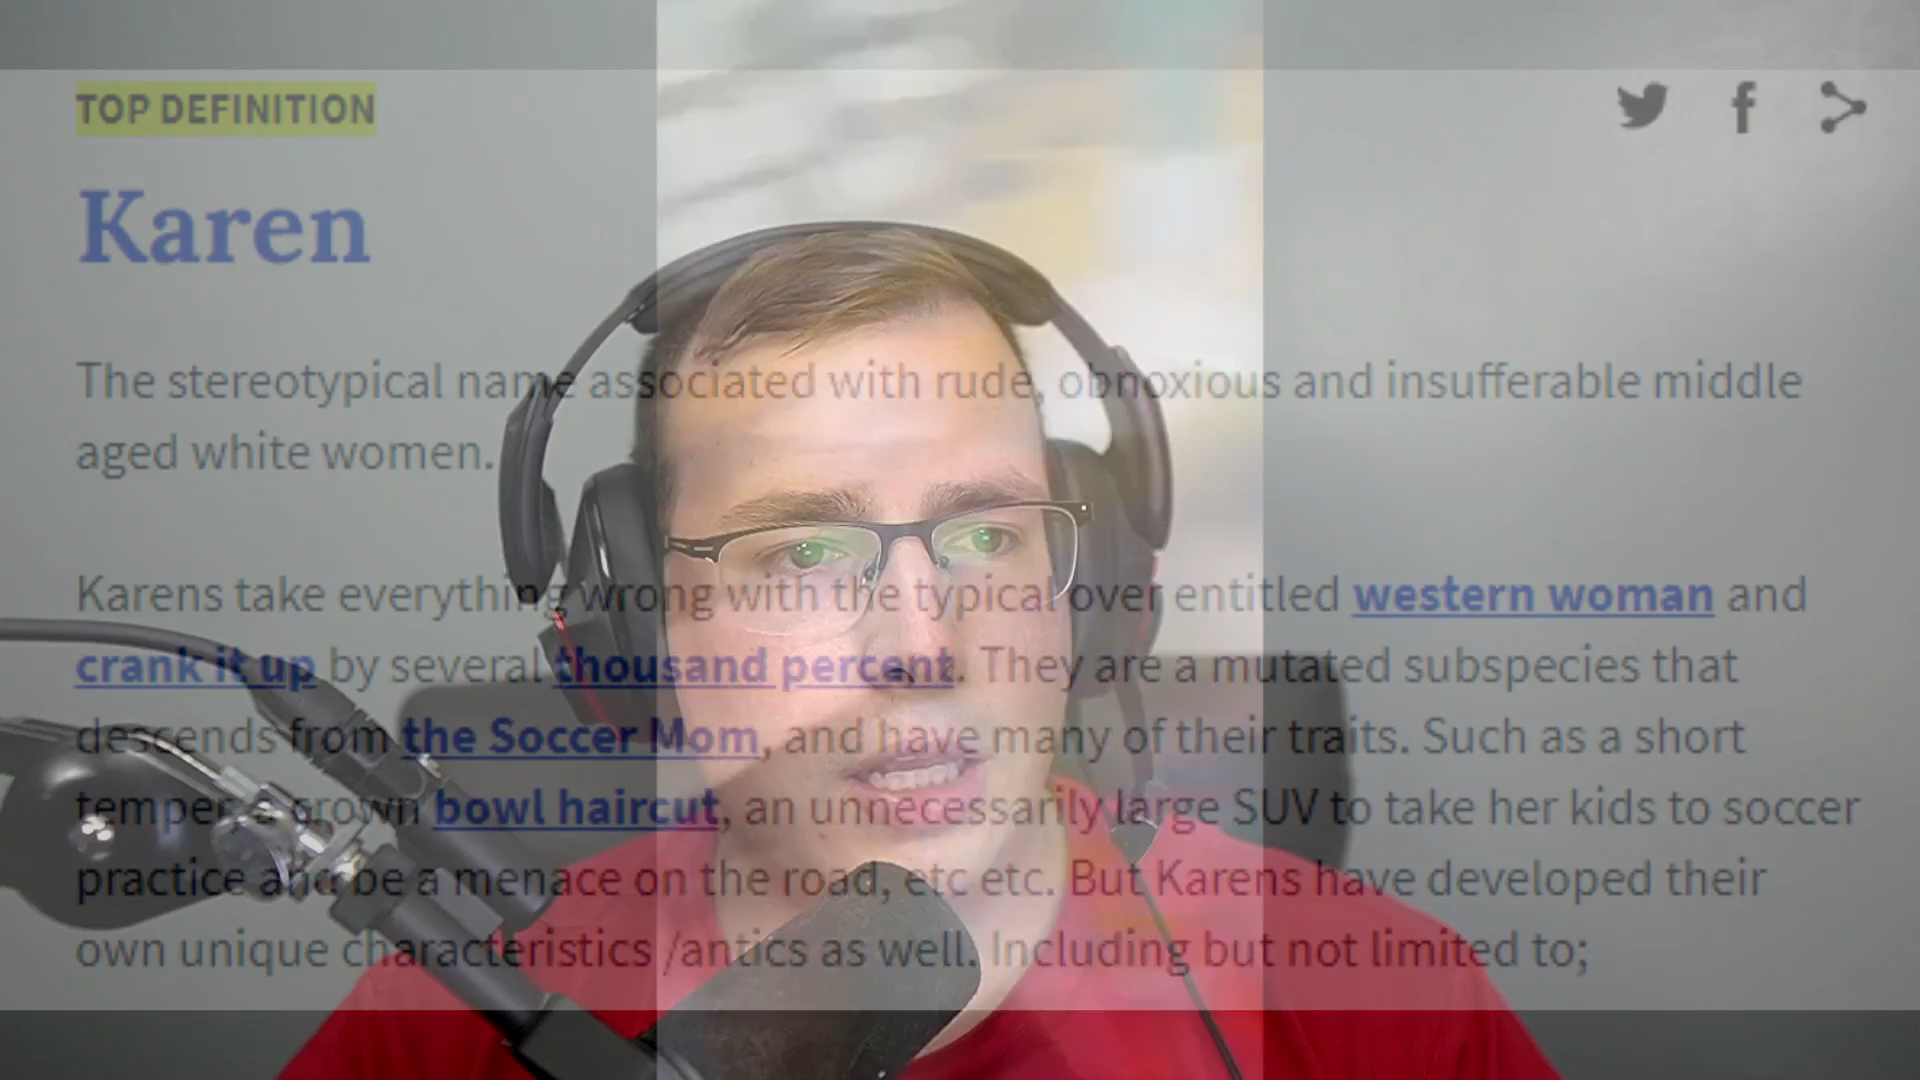 TOP DEFINITION
Karen
The stereotypical name associated with rude, obnoxious and insufferable middle
aged white women.
Karens take everything wrong with the typical over entitled western woman and
crank it up by several thousand percent. They are a mutated subspecies that
descends from the Soccer Mom, and have many of their traits. Such as a short
temper, a grown bowl haircut, an unnecessarily large SUV to take her kids to soccer
practice and be a menace on the road, etc etc. But Karens have developed their
own unique characteristics /antics as well. Including but not limited to;